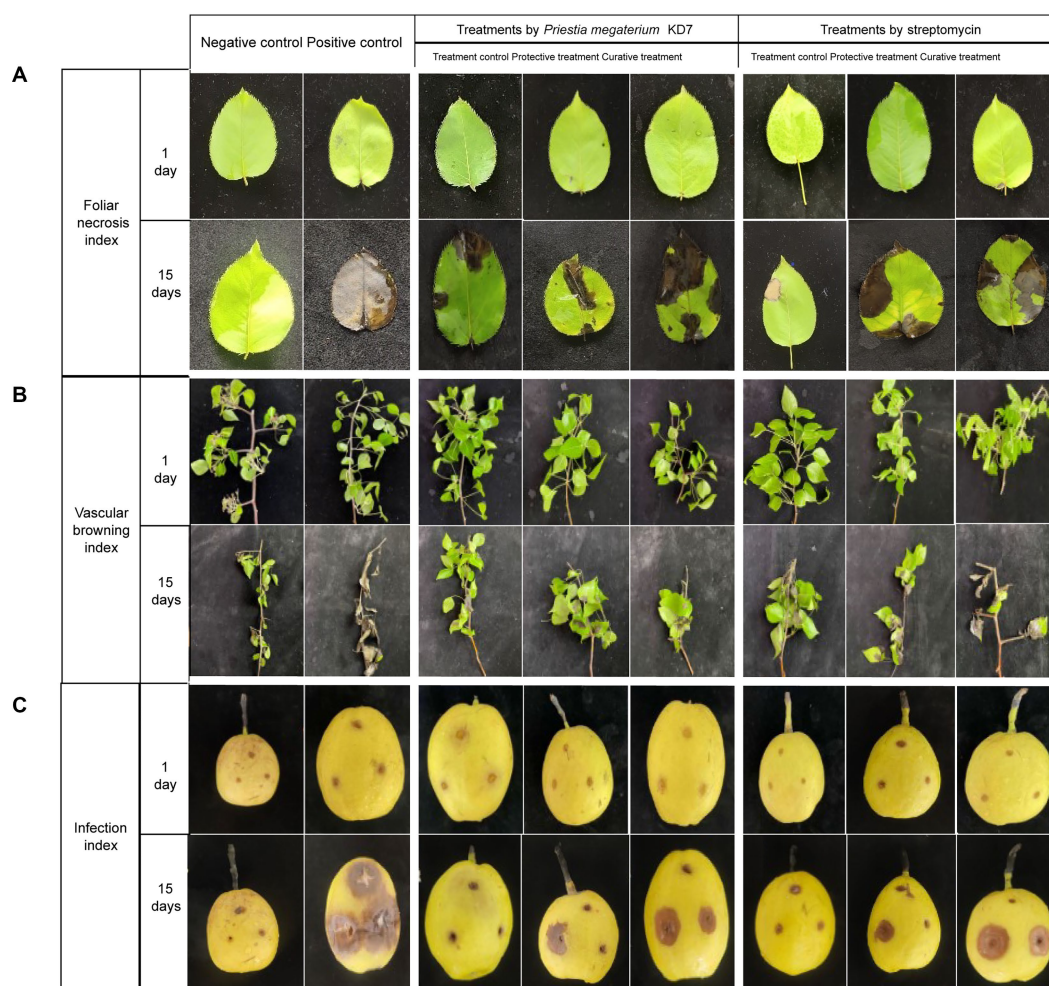 Negative control Positive control
Treatments by Priestia megaterium KD7
Treatments by streptomycin
Treatment control Protective treatment Curative treatment
Treatment control Protective treatment Curative treatment
A
Foliar
necrosis
index
1
day
15
days
B
Vascular
browning
index
1
day
15
days
C
Infection
index
1
day
15
days